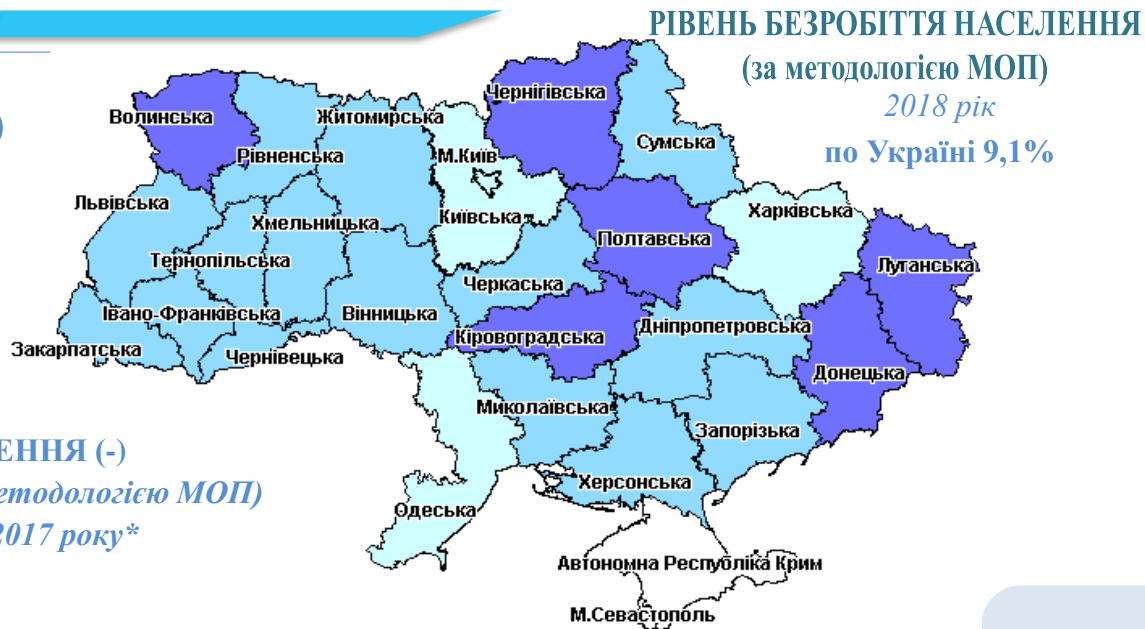 РІВЕНЬ БЕЗРОБІТТЯ НАСЕЛЕННЯ
(за методологією МОП)
2018 рік
по Україні 9,1%
)
Чернігівська
Волинська
Житомирська
Сумська
Рівненська
М.Київ
Львівська
Харківська
Київська
Хмельницька
Полтавська
Тернопільська
Луганська
Черкаська
Івано-Франківська
Вінницька
Дніпропетровська
Кіровоградська
Закарпатська
Чернівецька
Донецька
Миколаївська
Запорізька
ЕННЯ (-)
Херсонська
етодологією МОП)
Одеська
2017 року*
Автономна Республіка Крим
М.Севастополь